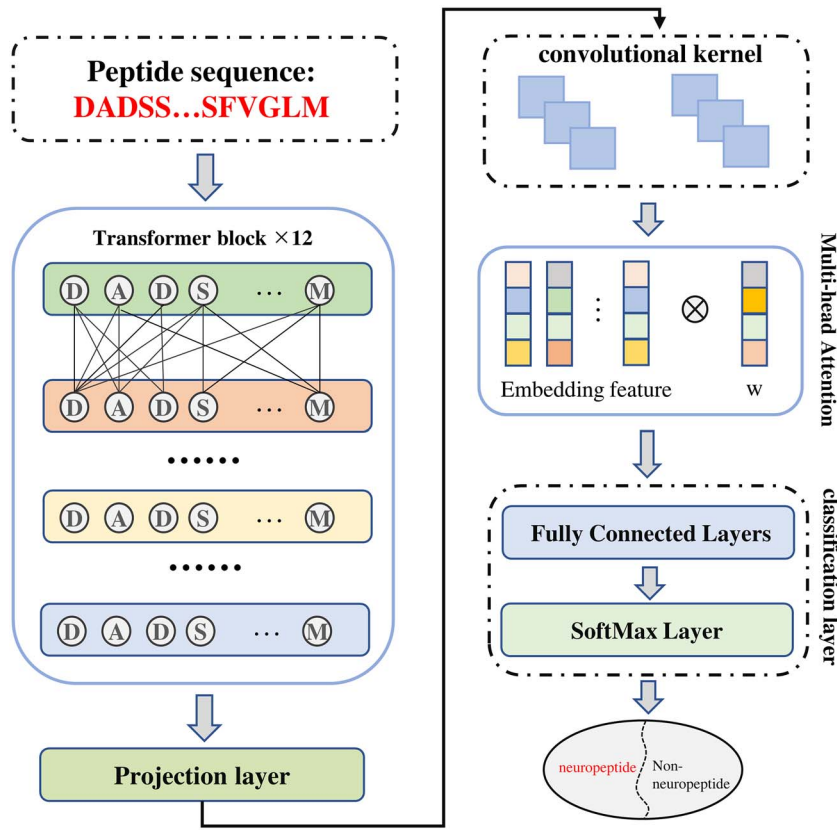 Peptide sequence:
DADSS...SFVGLM
Transformer block ×12
D A D S ... M
D A D S ... M
......
D A D S ... M
......
D A D S ... M
Projection layer
convolutional kernel
Embedding feature
w
Multi-head Attention
Fully Connected Layers
SoftMax Layer
classification layer
neuropeptide
Non-
neuropeptide